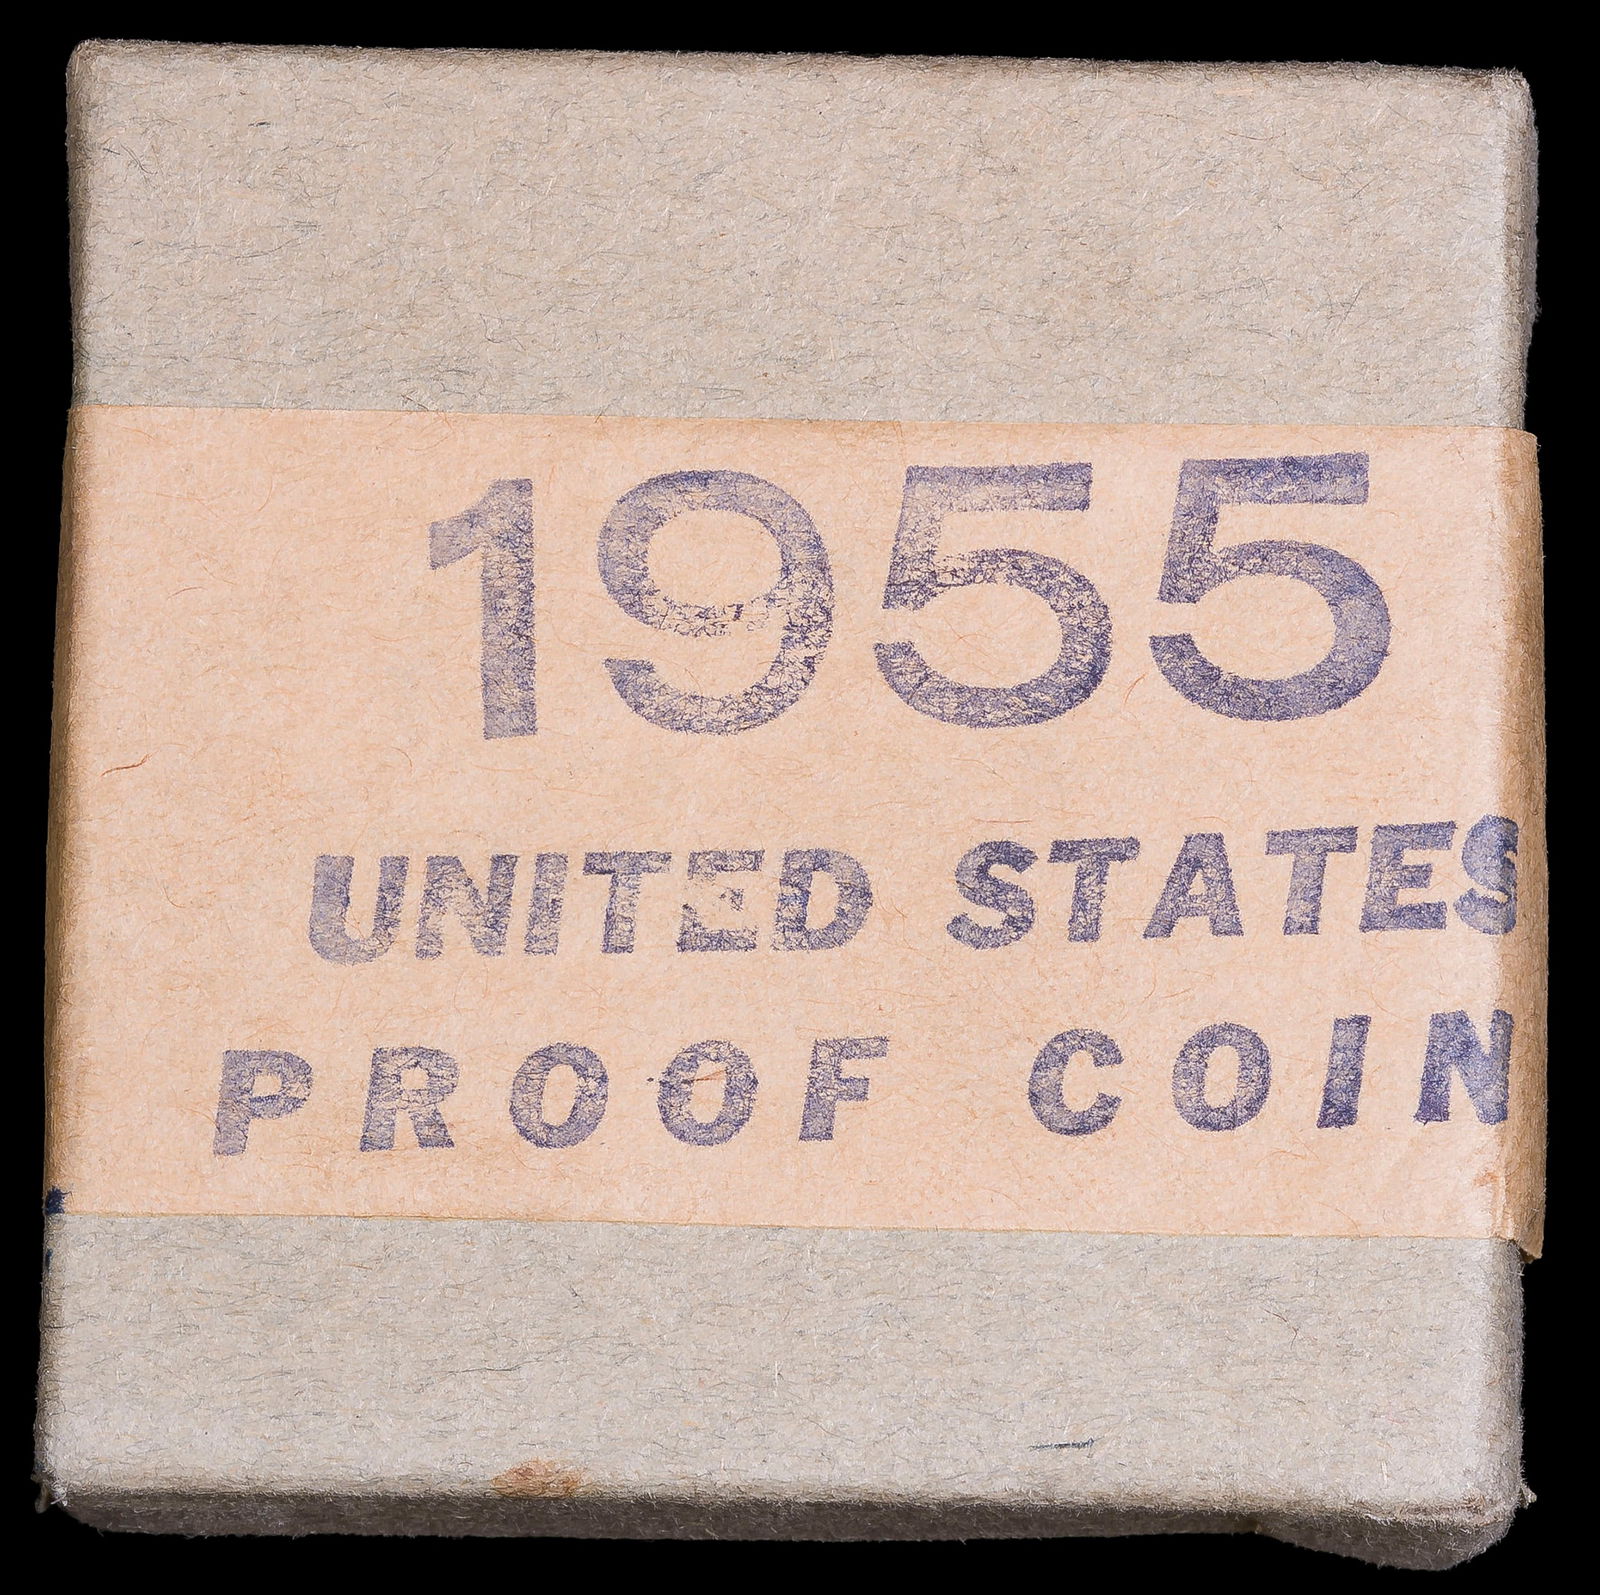 1955
UNITED STATES
PROOF COIN